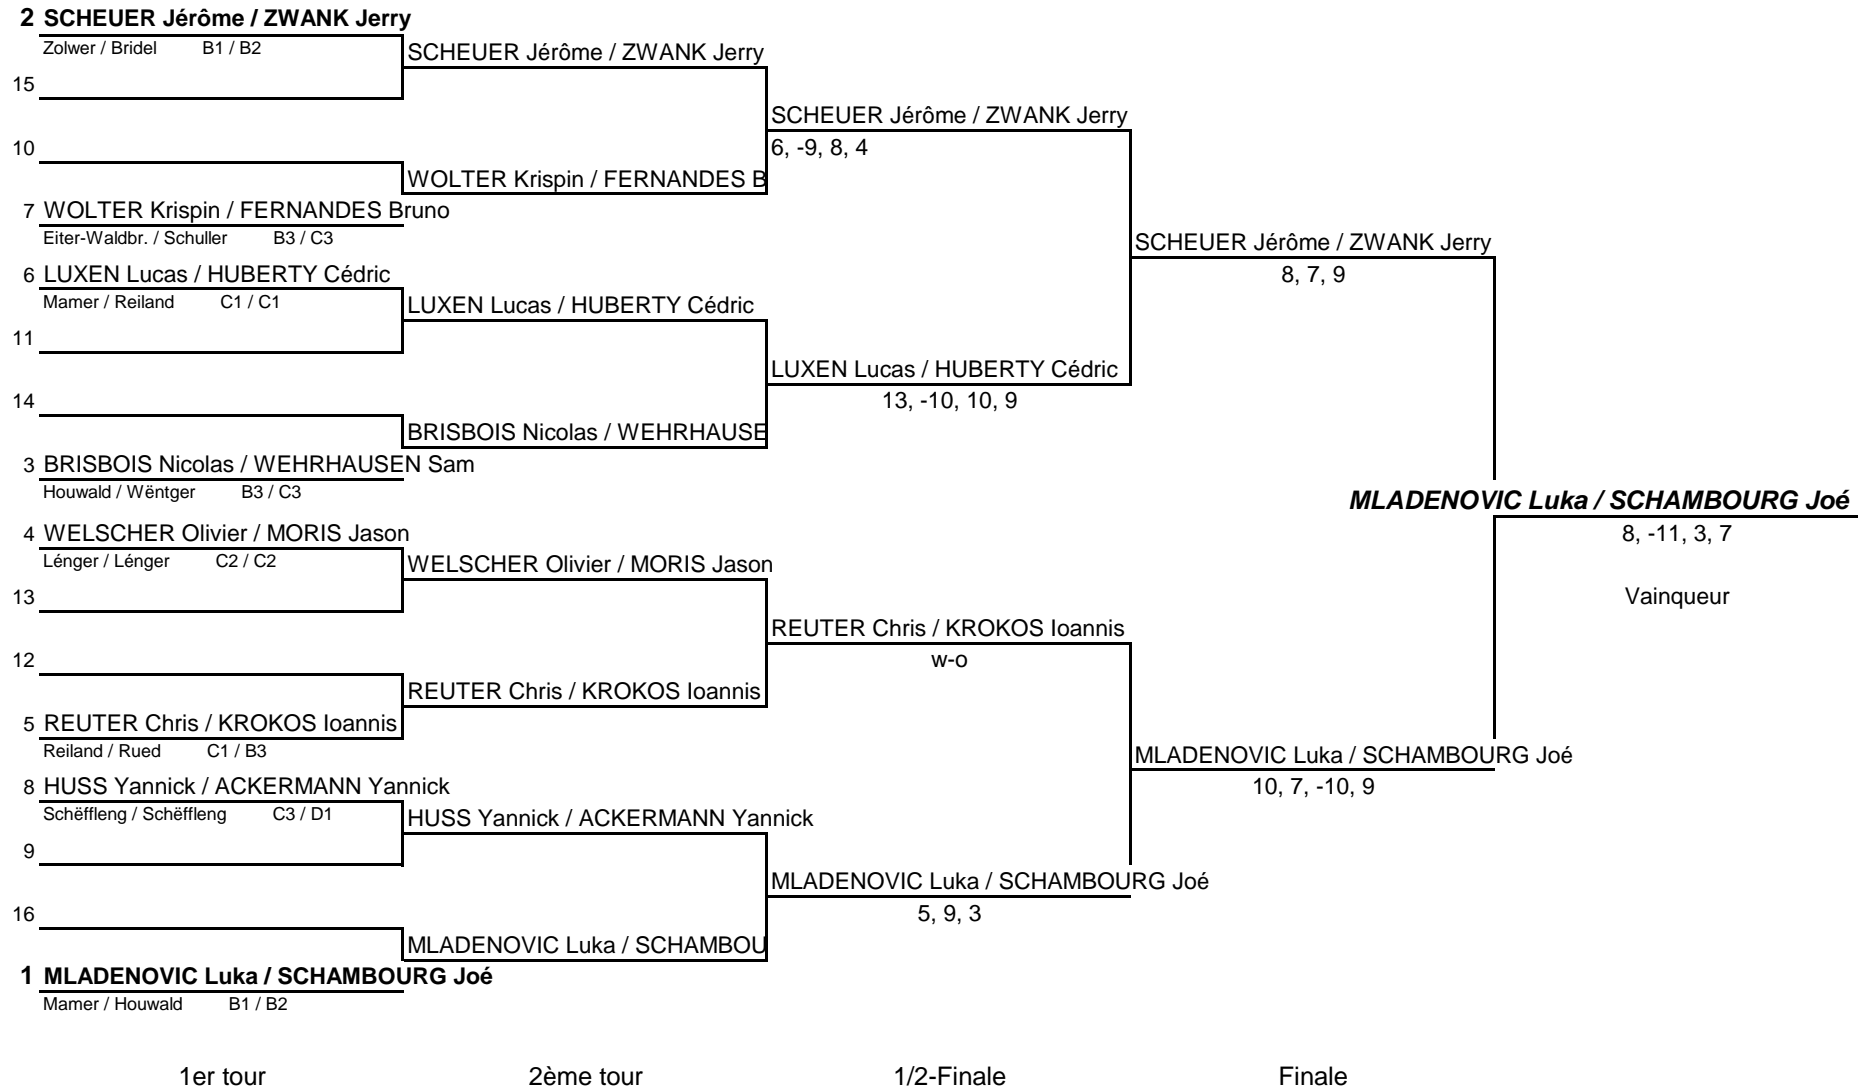 2 SCHEUER Jérôme / ZWANK Jerry
Zolwer / Bridel B1 / B2
SCHEUER Jérôme / ZWANK Jerry
15
SCHEUER Jérôme / ZWANK Jerry
10
6, -9, 8, 4
WOLTER Krispin / FERNANDES B
7 WOLTER Krispin / FERNANDES Bruno
Eiter-Waldbr. / Schuller B3 / C3
SCHEUER Jérôme / ZWANK Jerry
6 LUXEN Lucas / HUBERTY Cédric
8, 7, 9
Mamer / Reiland C1 / C1
LUXEN Lucas / HUBERTY Cédric
11
LUXEN Lucas / HUBERTY Cédric
14
13, -10, 10, 9
BRISBOIS Nicolas / WEHRHAUSE
3 BRISBOIS Nicolas / WEHRHAUSEN Sam
Houwald / Wëntger B3 / C3
MLADENOVIC Luka / SCHAMBOURG Joé
4 WELSCHER Olivier / MORIS Jason
8, -11, 3, 7
Lénger / Lénger C2 / C2
WELSCHER Olivier / MORIS Jason
13
Vainqueur
REUTER Chris / KROKOS Ioannis
12
w-o
REUTER Chris / KROKOS Ioannis
5 REUTER Chris / KROKOS Ioannis
Reiland / Rued C1 / B3
MLADENOVIC Luka / SCHAMBOURG Joé
8 HUSS Yannick / ACKERMANN Yannick
10, 7, -10, 9
Schëffleng / Schëffleng C3 / D1
HUSS Yannick / ACKERMANN Yannick
9
MLADENOVIC Luka / SCHAMBOURG Joé
16
5, 9, 3
MLADENOVIC Luka / SCHAMBOU
1 MLADENOVIC Luka / SCHAMBOURG Joé
Mamer / Houwald B1 / B2
1er tour 2ème tour 1/2-Finale Finale